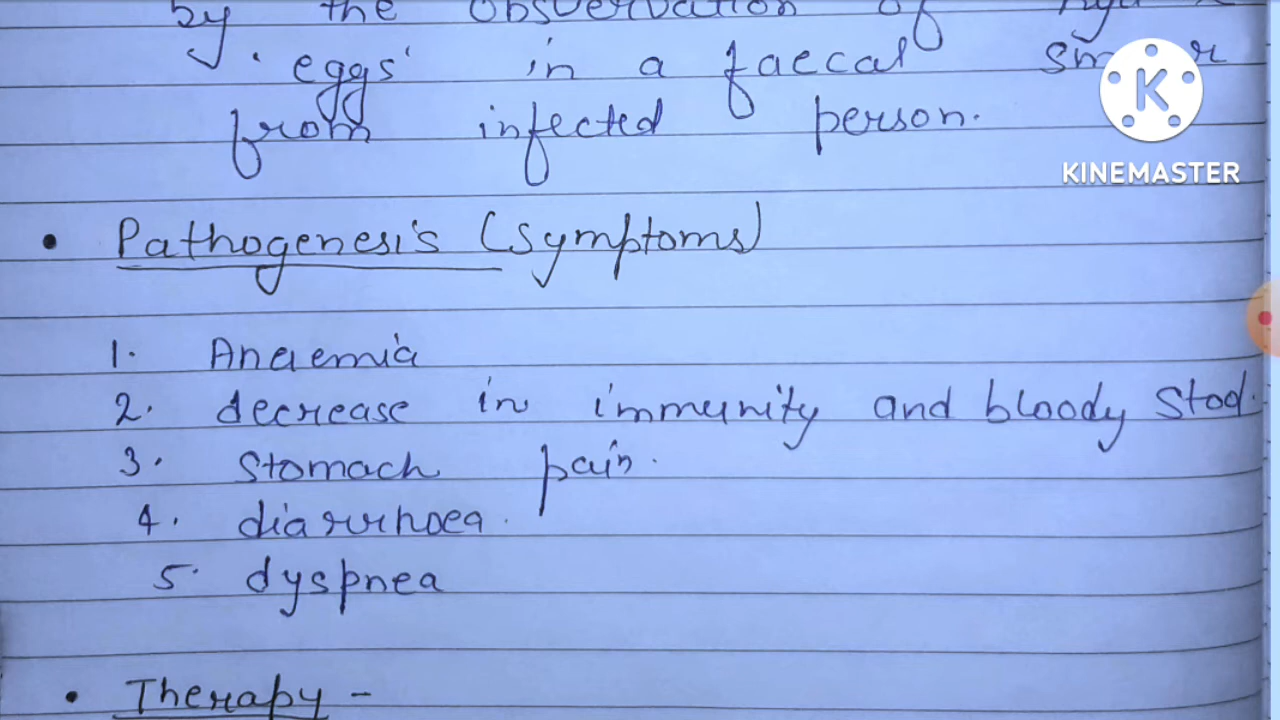 by the observation of
eggs in a faecal
from infected person.
K
KINEMASTER
• Pathogenesis (Symptoms)
1. Anaemia
2. decrease in immunity and bloody stool.
3. Stomach pain.
4. diarrhoea.
5. dyspnea
• Therapy -